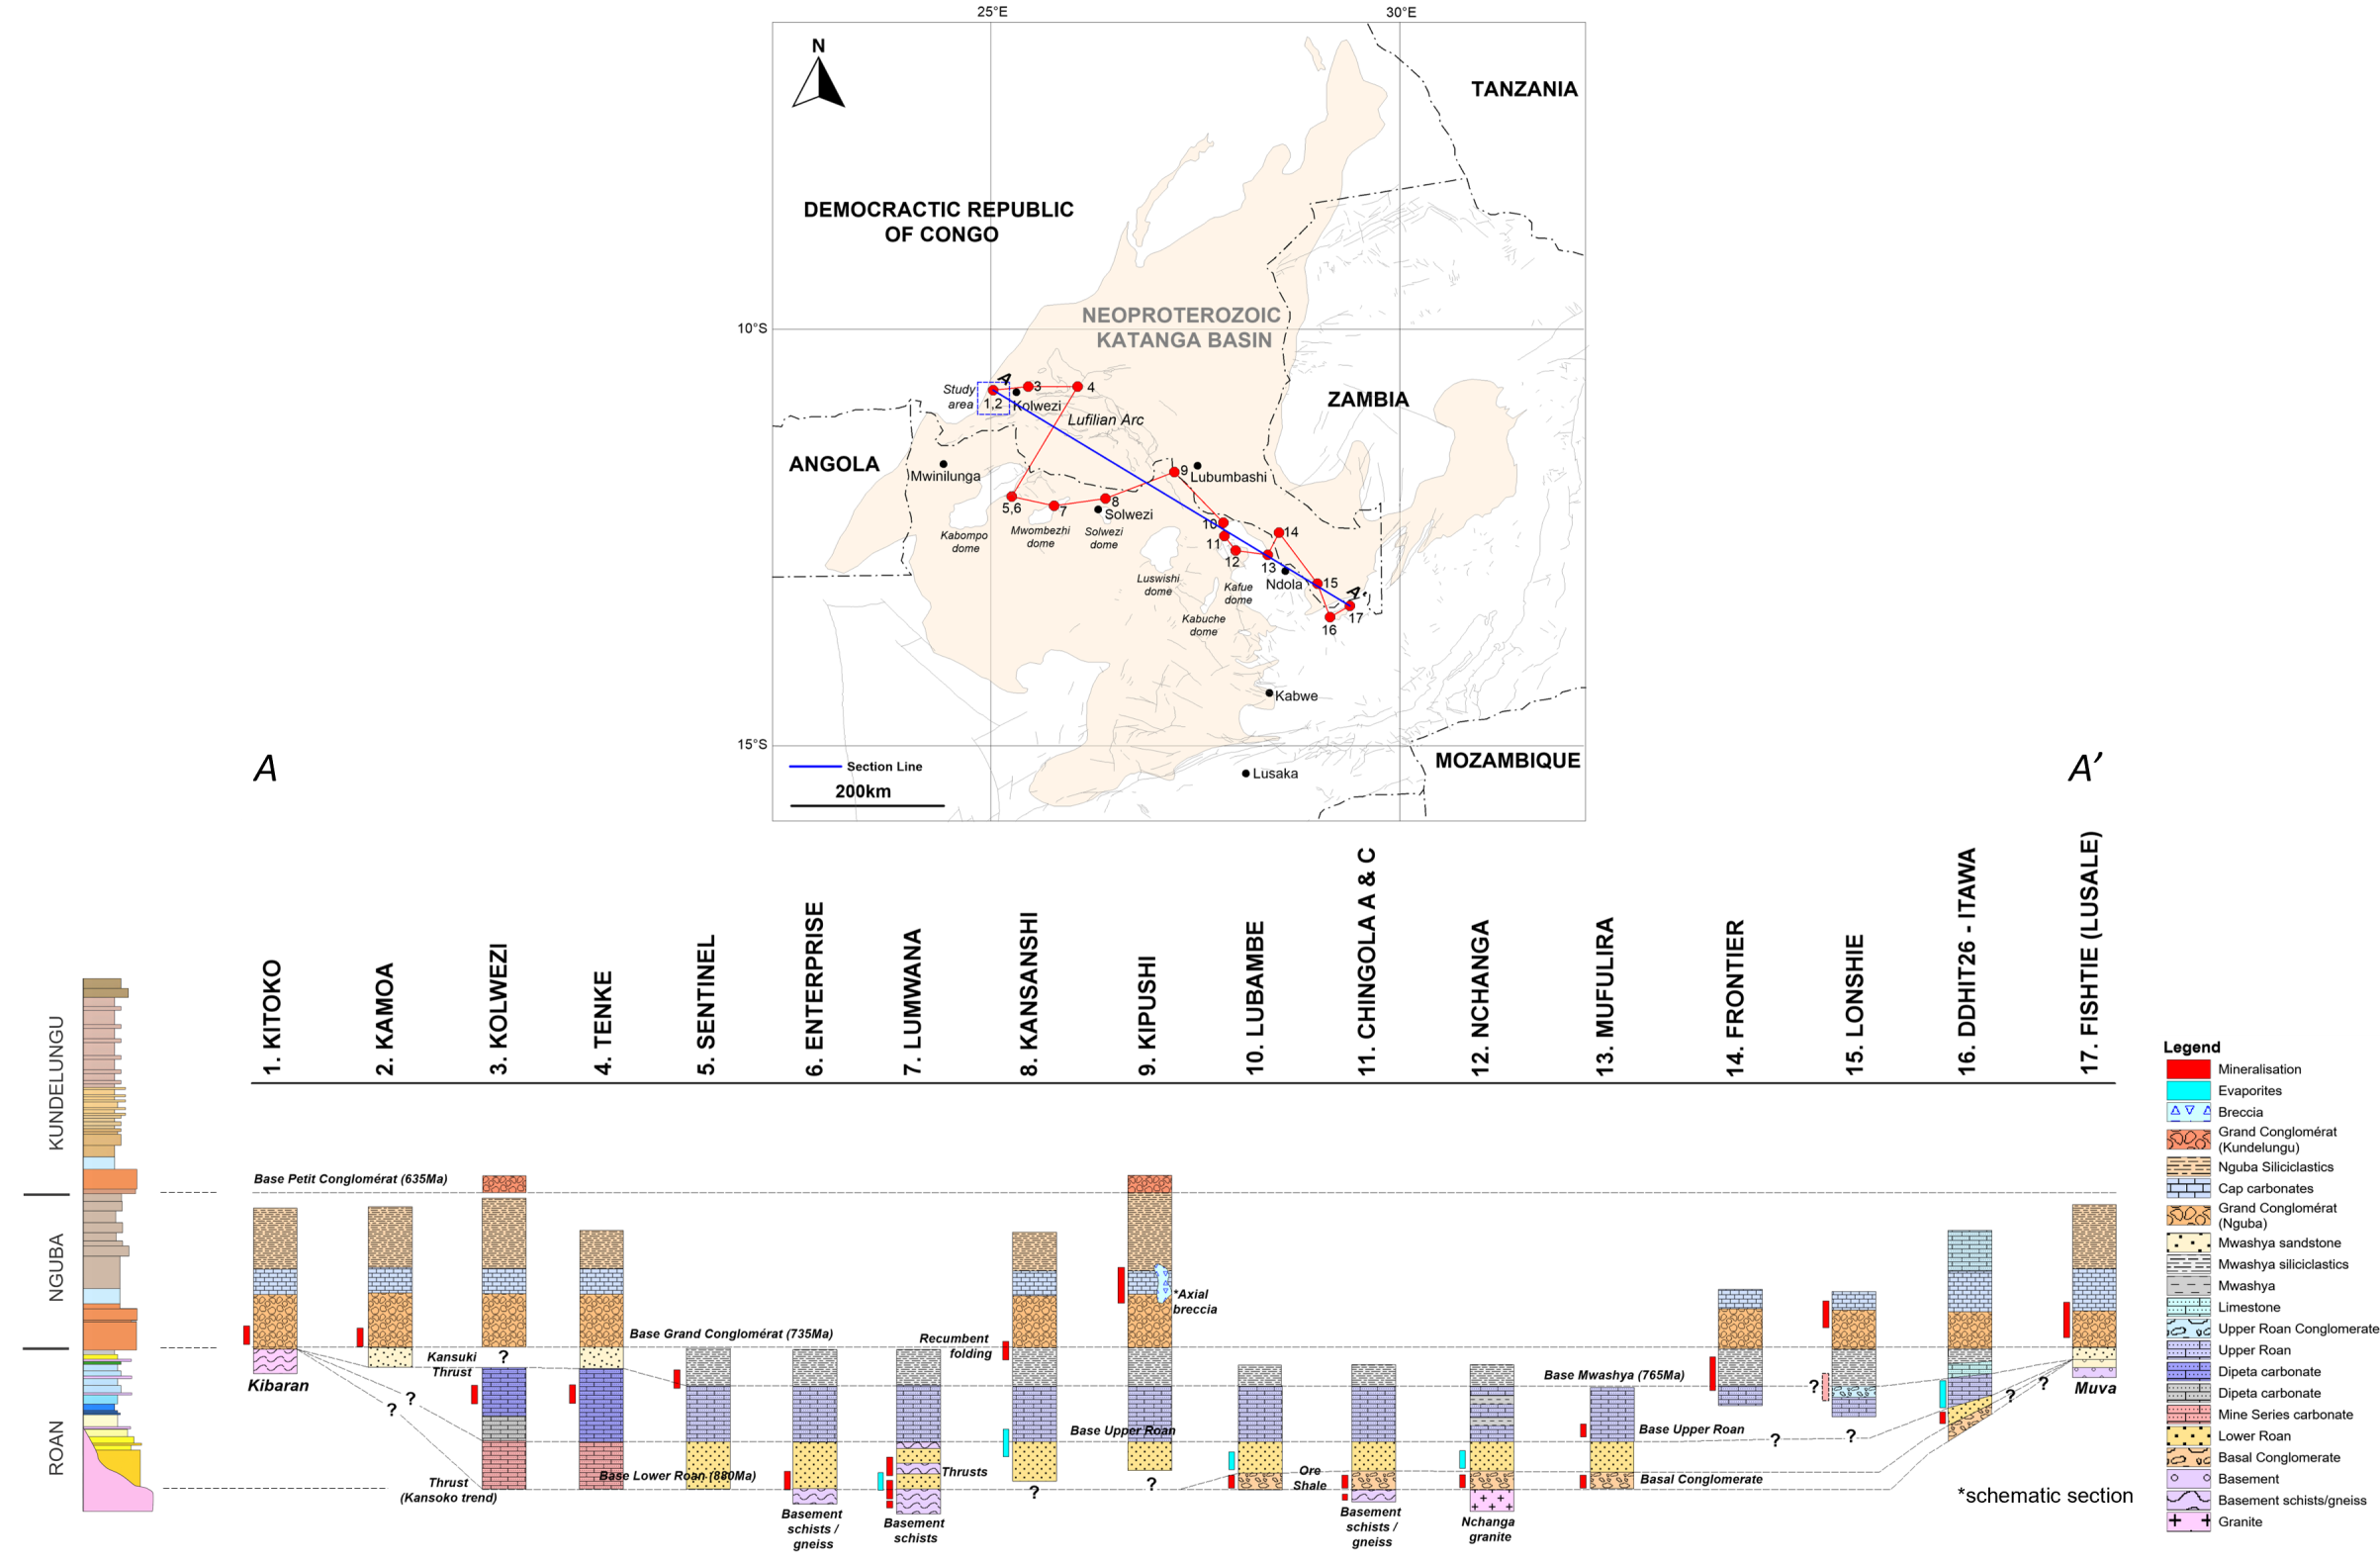 25°E
30°E
N
TANZANIA
DEMOCRACTIC REPUBLIC
OF CONGO
NEOPROTEROZOIC
KATANGA BASIN
10°S
Study
area
A
1,2
3
4
Kolwezi
Lufilian Arc
ZAMBIA
ANGOLA
Mwinilunga
9
Lubumbashi
5,6
7
8
Solwezi
Kabompo
dome
Mwombezhi
dome
Solwezi
dome
10
11
12
13
14
Ndola
15
A'
16
17
Luswishi
dome
Kafue
dome
Kabuche
dome
Kabwe
15°S
MOZAMBIQUE
Section Line
200km
Lusaka
A
A'
1. KITOKO
2. KAMOA
3. KOLWEZI
4. TENKE
5. SENTINEL
6. ENTERPRISE
7. LUMWANA
8. KANSANSHI
9. KIPUSHI
10. LUBAMBE
11. CHINGOLA A & C
12. NCHANGA
13. MUFULIRA
14. FRONTIER
15. LONSHIE
16. DDHIT26 - ITAWA
17. FISHTIE (LUSALE)
KUNDELUNGU
NGUBA
ROAN
Base Petit Conglomérat (635Ma)
*Axial
breccia
Base Grand Conglomérat (735Ma)
Recumbent
folding
Kansuki
Thrust
?
Kibaran
?
?
Base Mwashya (765Ma)
?
Muva
?
?
Base Upper Roan
Base Upper Roan
?
?
Thrust
(Kansoko trend)
Base Lower Roan (880Ma)
Thrusts
?
?
Ore
Shale
Basal Conglomerate
Basement
schists /
gneiss
Basement
schists
Basement
schists /
gneiss
Nchanga
granite
*schematic section
Legend
Mineralisation
Evaporites
Breccia
Grand Conglomérat
(Kundelungu)
Nguba Siliciclastics
Cap carbonates
Grand Conglomérat
(Nguba)
Mwashya sandstone
Mwashya siliciclastics
Mwashya
Limestone
Upper Roan Conglomerate
Upper Roan
Dipeta carbonate
Dipeta carbonate
Mine Series carbonate
Lower Roan
Basal Conglomerate
Basement
Basement schists/gneiss
Granite